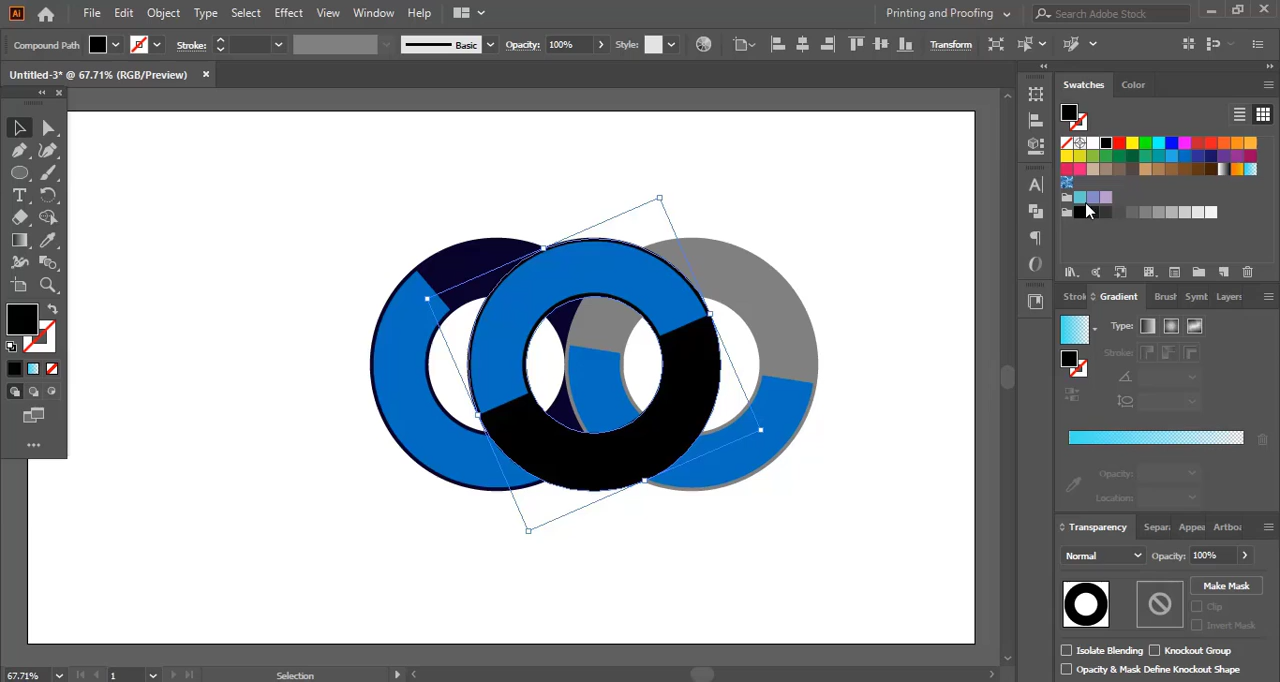 Ai File Edit Object Type Select Effect View Window Help Printing and Proofing Search Adobe Stock
Compound Path Stroke: Basic Opacity: 100% Style: Transform
Untitled-3* @ 67.71% (RGB/Preview)
Swatches Color
Strok Gradient Brush Symb Layers
Type:
Stroke:
Opacity:
Location:
Transparency Separ Appea Artboa
Normal Opacity: 100%
Make Mask
Clip
Invert Mask
Isolate Blending Knockout Group
Opacity & Mask Define Knockout Shape
67.71% 1 Selection